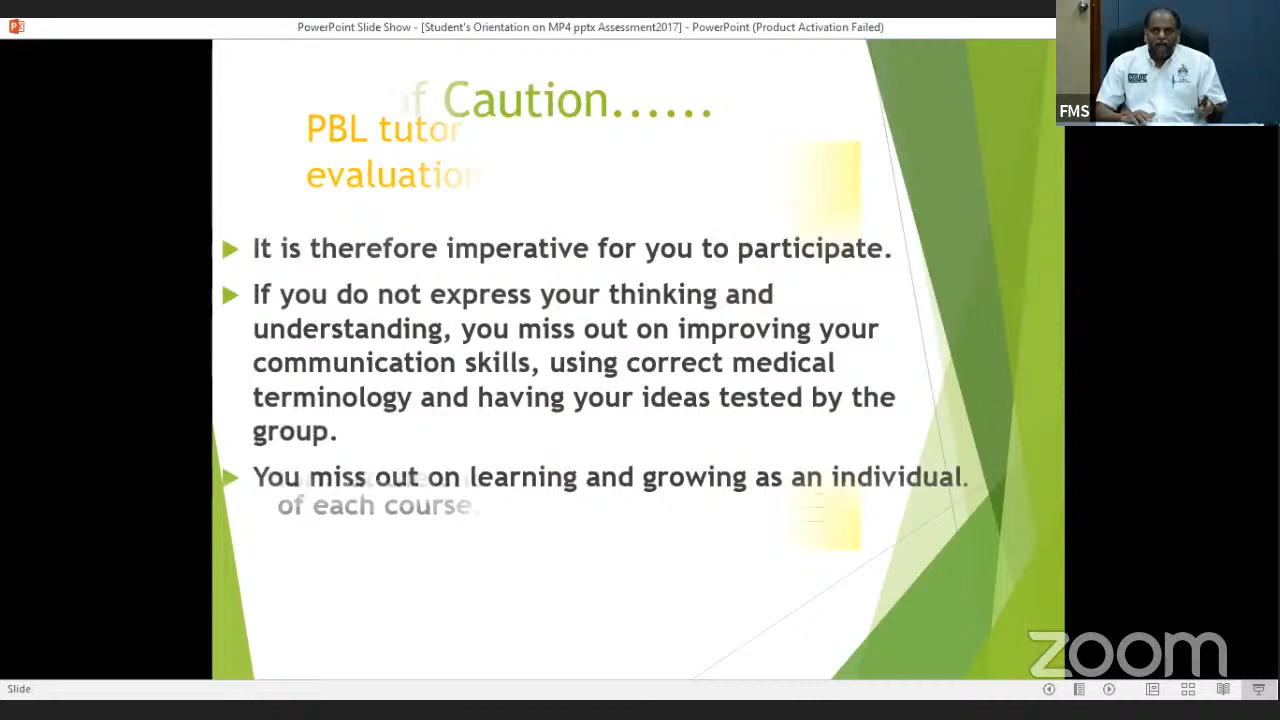 PowerPoint Slide Show - [Student's Orientation on MP4 pptx Assessment2017] - PowerPoint (Product Activation Failed)
FMS
of Caution......
PBL tutor
evaluation
It is therefore imperative for you to participate.
If you do not express your thinking and
understanding, you miss out on improving your
communication skills, using correct medical
terminology and having your ideas tested by the
group.
You miss out on learning and growing as an individual.
of each course.
zoom
Slide